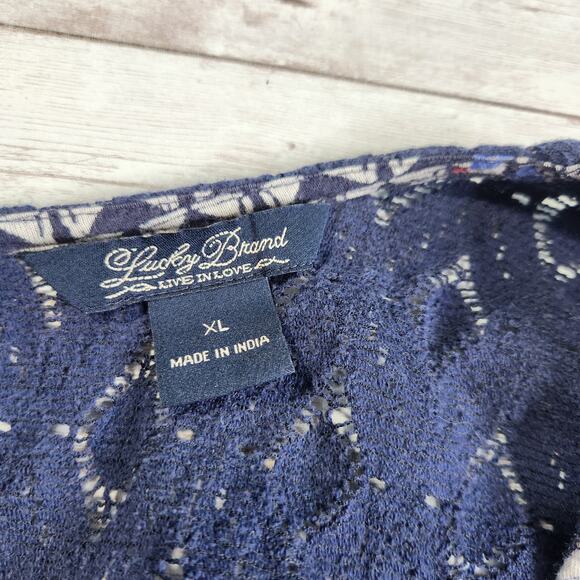 Lucky Brand
LIVE IN LOVE
XL
MADE IN INDIA